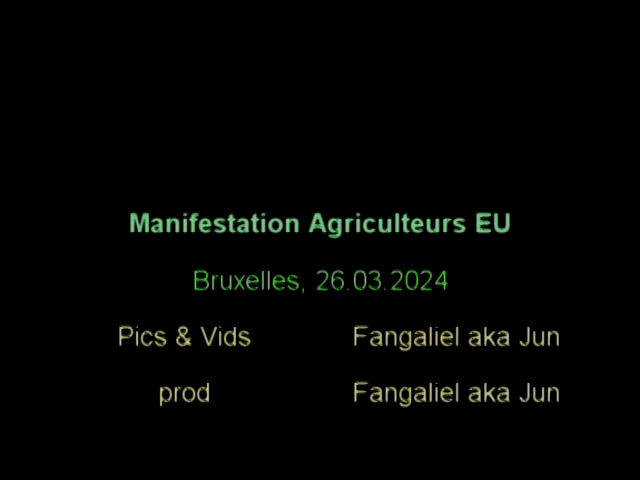 Manifestation Agriculteurs EU
Bruxelles, 26.03.2024
Pics & Vids Fangaliel aka Jun
prod Fangaliel aka Jun